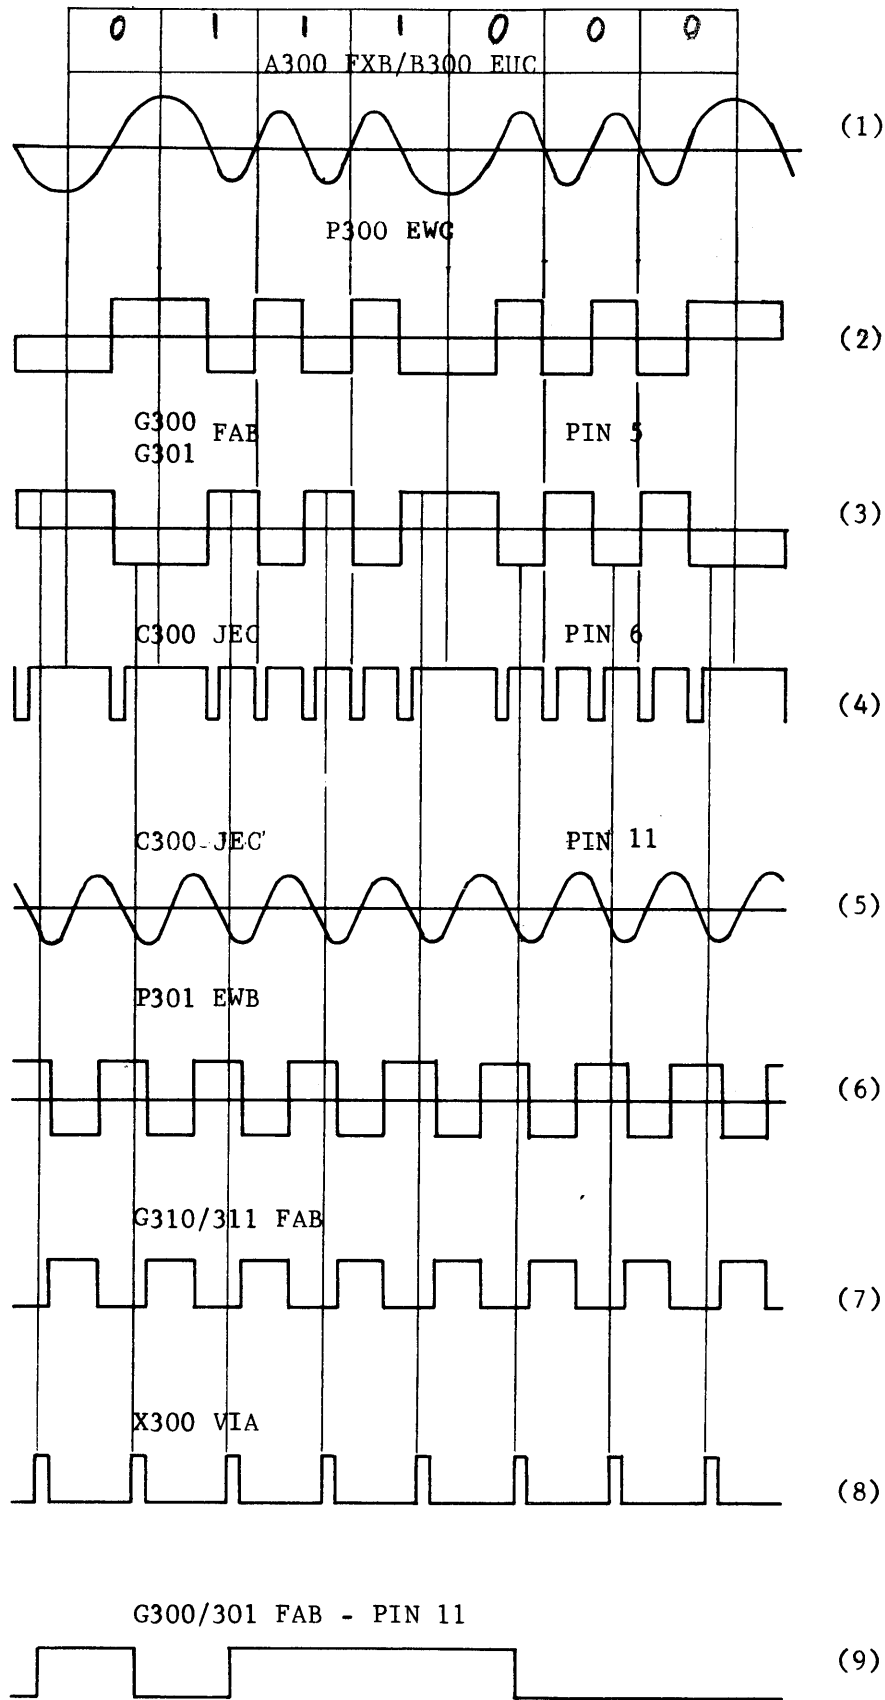 0 1 1 1 0 0 0
A300 FXB/B300 EUC
(1)
P300 EWG
(2)
G300 FAB PIN 5
G301
(3)
C300 JEC PIN 6
(4)
C300 JEC PIN 11
(5)
P301 EWB
(6)
G310/311 FAB
(7)
X300 VIA
(8)
G300/301 FAB - PIN 11
(9)